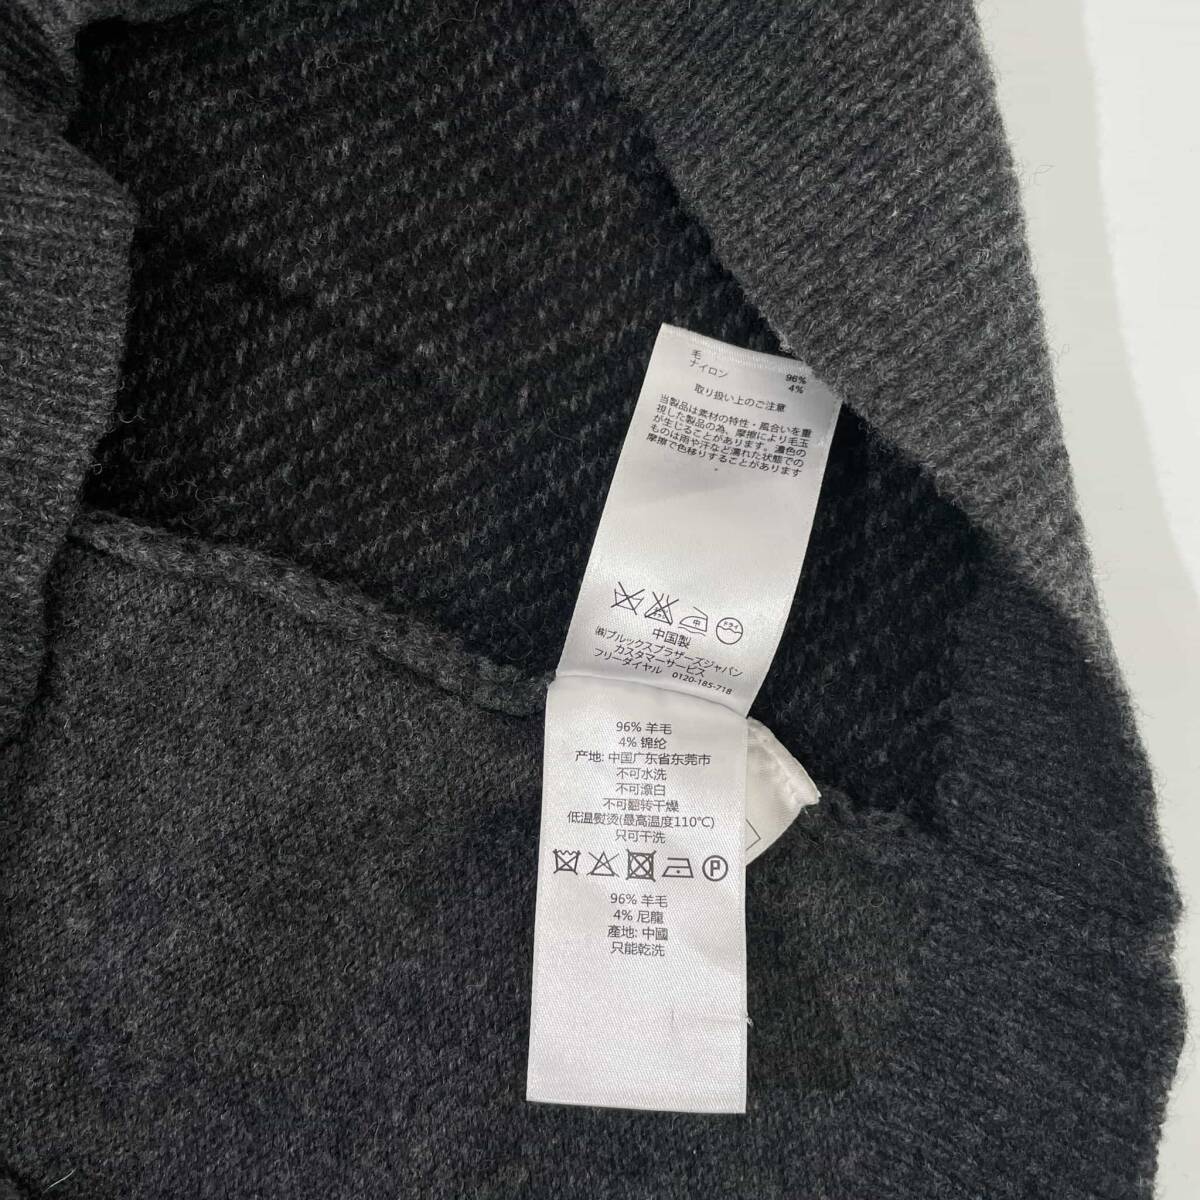 毛 96%
ナイロン 4%
取り扱い上のご注意
当製品は素材の特性・風合いを重
視した製品の為、摩擦により毛玉
が生じることがあります。濃色の
ものは雨や汗など濡れた状態での
摩擦で色移りすることがあります
中
ドライ
中国製
㈱ブルックスブラザーズジャパン
カスタマーサービス
フリーダイヤル 0120-185-718
96% 羊毛
4% 锦纶
产地: 中国广东省东莞市
不可水洗
不可漂白
不可翻转干燥
低温熨烫(最高温度110℃)
只可干洗
P
96% 羊毛
4% 尼龍
產地: 中國
只能乾洗